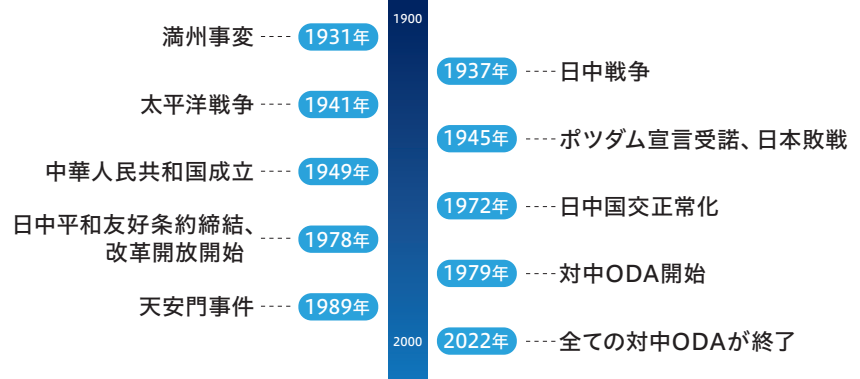 1900
満州事変 1931年
1937年 日中戦争
太平洋戦争 1941年
1945年 ポツダム宣言受諾、日本敗戦
中華人民共和国成立 1949年
1972年 日中国交正常化
日中平和友好条約締結、
改革開放開始 1978年
1979年 対中ODA開始
天安門事件 1989年
2000
2022年 全ての対中ODAが終了